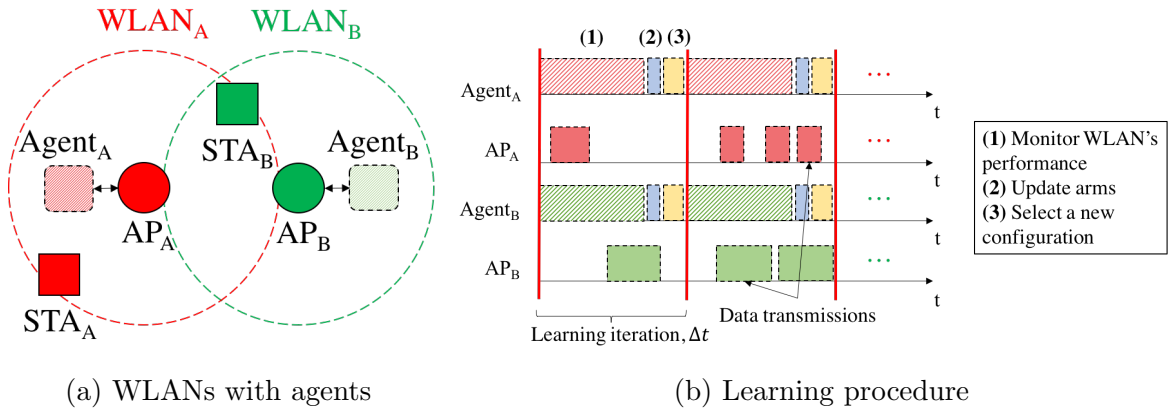 WLAN_A WLAN_B
STA_B
Agent_A Agent_B
AP_A AP_B
STA_A
(a) WLANs with agents
(1) (2) (3)
Agent_A ... t
AP_A ... t
Agent_B ... t
AP_B ... t
Learning iteration, Δt
Data transmissions
(1) Monitor WLAN's
performance
(2) Update arms
(3) Select a new
configuration
(b) Learning procedure